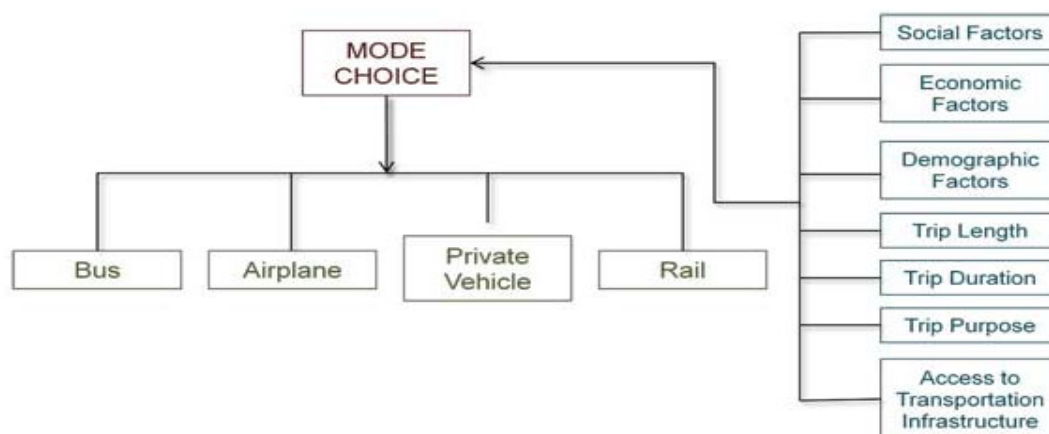 MODE
CHOICE
Bus
Airplane
Private
Vehicle
Rail
Social Factors
Economic
Factors
Demographic
Factors
Trip Length
Trip Duration
Trip Purpose
Access to
Transportation
Infrastructure